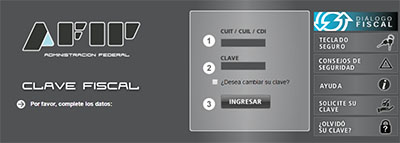 AFIP
ADMINISTRACION FEDERAL
CLAVE FISCAL
Por favor, complete los datos:
CUIT / CUIL / CDI
1
CLAVE
2
¿Desea cambiar su clave?
3
INGRESAR
DIALOGO
FISCAL
TECLADO
SEGURO
CONSEJOS DE
SEGURIDAD
AYUDA
SOLICITE SU
CLAVE
¿OLVIDÓ
SU CLAVE?